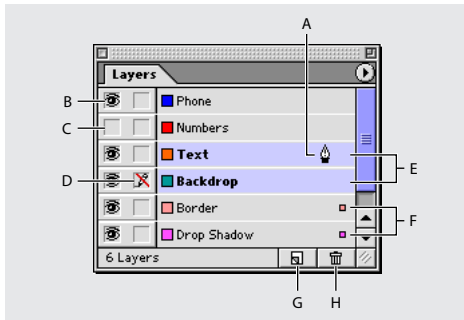 A
Layers
B
Phone
C
Numbers
Text
E
D
Backdrop
Border
F
Drop Shadow
6 Layers
G
H